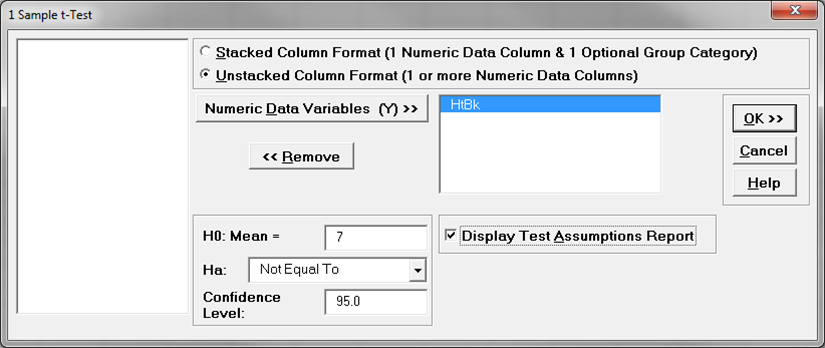 1 Sample t-Test
Stacked Column Format (1 Numeric Data Column & 1 Optional Group Category)
Unstacked Column Format (1 or more Numeric Data Columns)
Numeric Data Variables (Y) >>
HtBk
OK >>
<< Remove
Cancel
Help
H0: Mean = 7
Display Test Assumptions Report
Ha: Not Equal To
Confidence
Level: 95.0